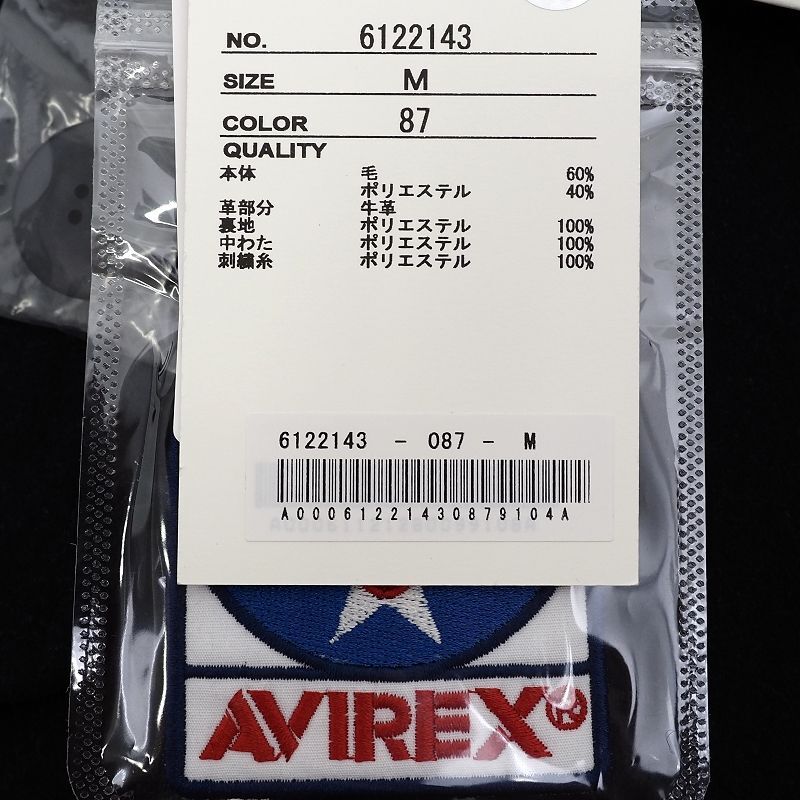 NO. 6122143
SIZE M
COLOR 87
QUALITY
本体 毛 60%
ポリエステル 40%
革部分 牛革
裏地 ポリエステル 100%
中わた ポリエステル 100%
刺繍糸 ポリエステル 100%
6122143 - 087 - M
A00061221430879104A
AVIREX®